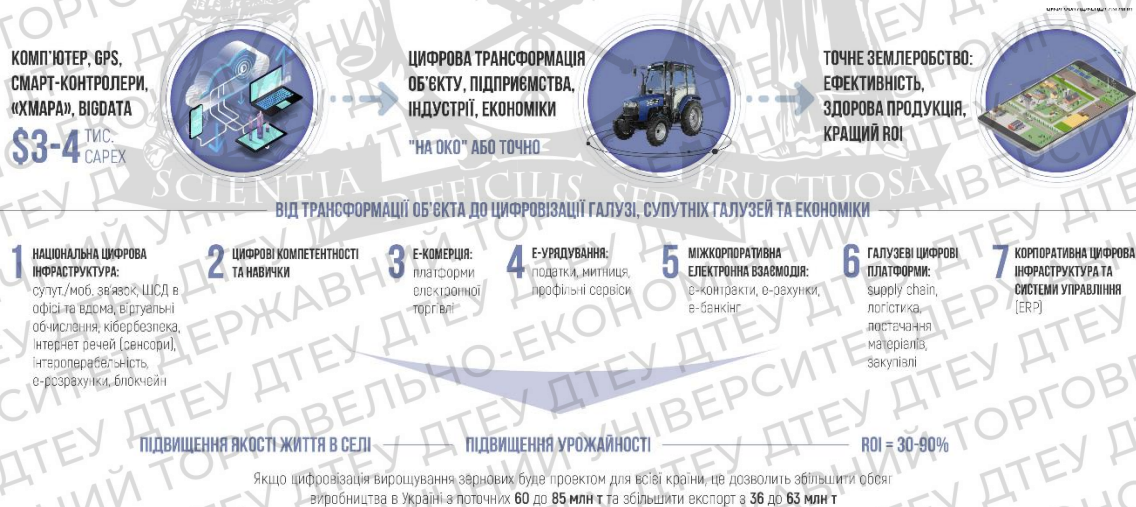 КОМП'ЮТЕР, GPS,
СМАРТ-КОНТРОЛЕРИ,
«ХМАРА», BIGDATA
$3-4 ТИС.
CAPEX
ЦИФРОВА ТРАНСФОРМАЦІЯ
ОБ'ЄКТУ, ПІДПРИЄМСТВА,
ІНДУСТРІЇ, ЕКОНОМІКИ
"НА ОКО" АБО ТОЧНО
ТОЧНЕ ЗЕМЛЕРОБСТВО:
ЕФЕКТИВНІСТЬ,
ЗДОРОВА ПРОДУКЦІЯ,
КРАЩИЙ ROI
SCIENTIA DIFFICILIS SED FRUCTUOSA
ВІД ТРАНСФОРМАЦІЇ ОБ'ЄКТА ДО ЦИФРОВІЗАЦІЇ ГАЛУЗІ, СУПУТНІХ ГАЛУЗЕЙ ТА ЕКОНОМІКИ
1 НАЦІОНАЛЬНА ЦИФРОВА
ІНФРАСТРУКТУРА:
супут./моб. зв'язок, ШСД в
офісі та вдома, віртуальні
обчислення, кібербезпека,
інтернет речей (сенсори),
інтероперабельність,
е-розрахунки, блокчейн
2 ЦИФРОВІ КОМПЕТЕНТНОСТІ
ТА НАВИЧКИ
3 Е-КОМЕРЦІЯ:
платформи
електронної
торгівлі
4 Е-УРЯДУВАННЯ:
податки, митниця,
профільні сервіси
5 МІЖКОРПОРАТИВНА
ЕЛЕКТРОННА ВЗАЄМОДІЯ:
е-контракти, е-рахунки,
е-банкінг
6 ГАЛУЗЕВІ ЦИФРОВІ
ПЛАТФОРМИ:
supply chain,
логістика,
постачання
матеріалів,
закупівлі
7 КОРПОРАТИВНА ЦИФРОВА
ІНФРАСТРУКТУРА ТА
СИСТЕМИ УПРАВЛІННЯ
(ERP)
ПІДВИЩЕННЯ ЯКОСТІ ЖИТТЯ В СЕЛІ
ПІДВИЩЕННЯ УРОЖАЙНОСТІ
ROI = 30-90%
Якщо цифровізація вирощування зернових буде проектом для всієї країни, це дозволить збільшити обсяг
виробництва в Україні з поточних 60 до 85 млн т та збільшити експорт з 36 до 63 млн т